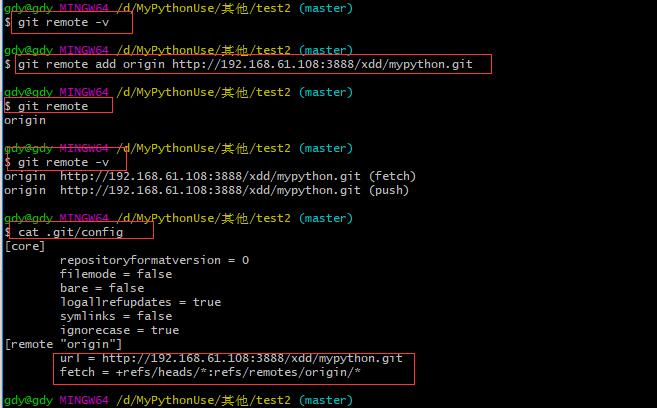 gdy@gdy MINGW64 /d/MyPythonUse/其他/test2 (master)
$ git remote -v
gdy@gdy MINGW64 /d/MyPythonUse/其他/test2 (master)
$ git remote add origin http://192.168.61.108:3888/xdd/mypython.git
gdy@gdy MINGW64 /d/MyPythonUse/其他/test2 (master)
$ git remote
origin
gdy@gdy MINGW64 /d/MyPythonUse/其他/test2 (master)
$ git remote -v
origin  http://192.168.61.108:3888/xdd/mypython.git (fetch)
origin  http://192.168.61.108:3888/xdd/mypython.git (push)
gdy@gdy MINGW64 /d/MyPythonUse/其他/test2 (master)
$ cat .git/config
[core]
        repositoryformatversion = 0
        filemode = false
        bare = false
        logallrefupdates = true
        symlinks = false
        ignorecase = true
[remote "origin"]
        url = http://192.168.61.108:3888/xdd/mypython.git
        fetch = +refs/heads/*:refs/remotes/origin/*
gdy@gdy MINGW64 /d/MyPythonUse/其他/test2 (master)